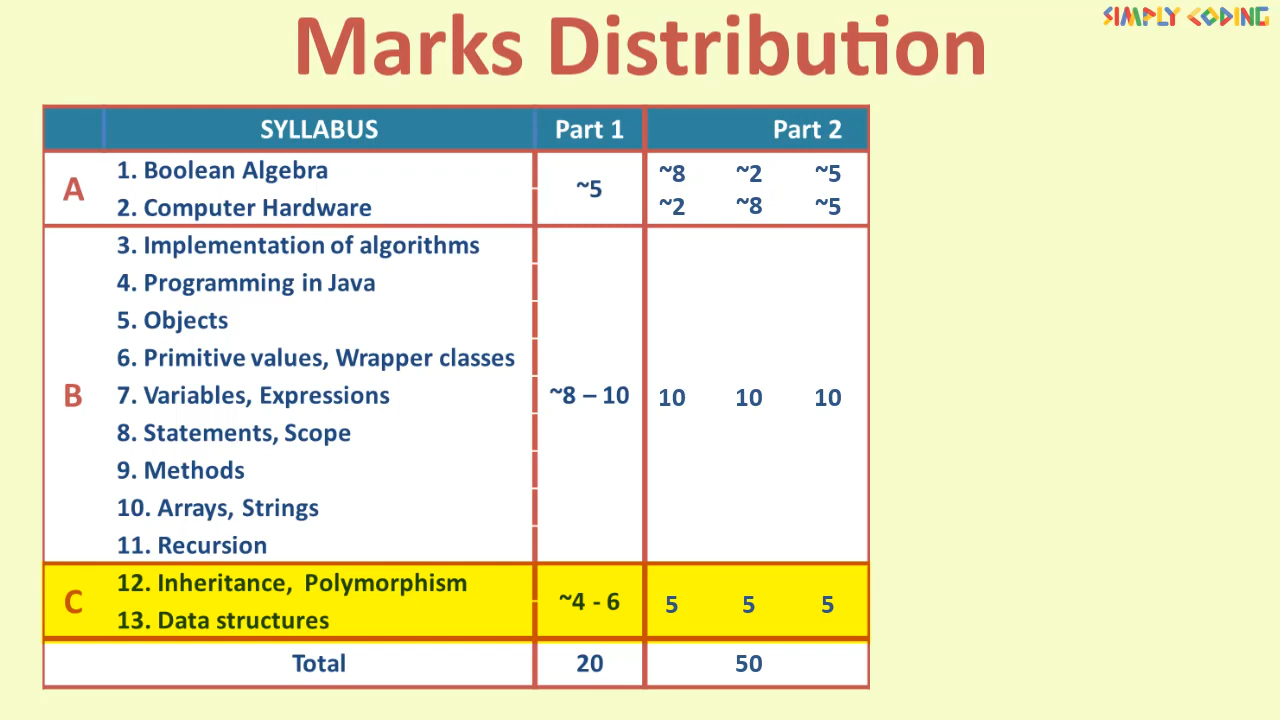 SIMPLY CODING
Marks Distribution
SYLLABUS Part 1 Part 2
A
1. Boolean Algebra
2. Computer Hardware
~5
~8 ~2 ~5
~2 ~8 ~5
B
3. Implementation of algorithms
4. Programming in Java
5. Objects
6. Primitive values, Wrapper classes
7. Variables, Expressions
8. Statements, Scope
9. Methods
10. Arrays, Strings
11. Recursion
~8 – 10
10 10 10
C
12. Inheritance, Polymorphism
13. Data structures
~4 - 6
5 5 5
Total 20 50